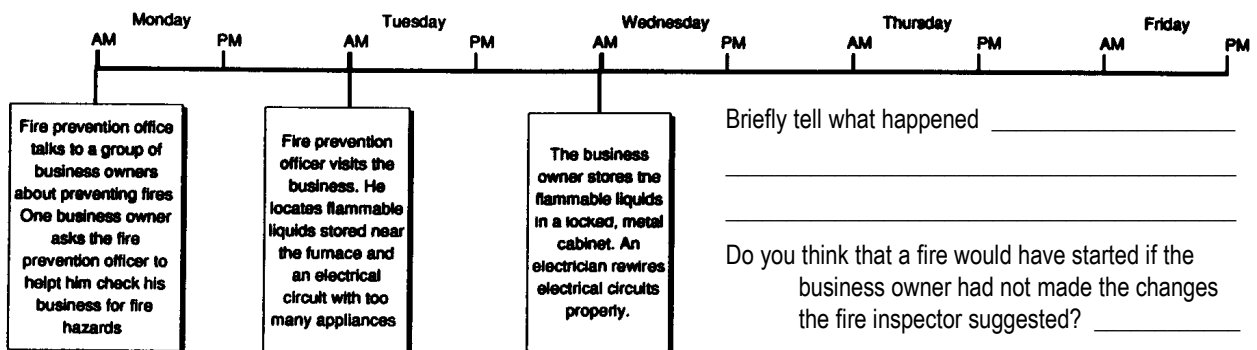 Monday Tuesday Wednesday Thursday Friday
AM PM AM PM AM PM AM PM AM PM
Fire prevention office
talks to a group of
business owners
about preventing fires
One business owner
asks the fire
prevention officer to
helpt him check his
business for fire
hazards
Fire prevention
officer visits the
business. He
locates flammable
liquids stored near
the furnace and
an electrical
circuit with too
many appliances
The business
owner stores the
flammable liquids
in a locked, metal
cabinet. An
electrician rewires
electrical circuits
properly.
Briefly tell what happened
Do you think that a fire would have started if the
business owner had not made the changes
the fire inspector suggested?